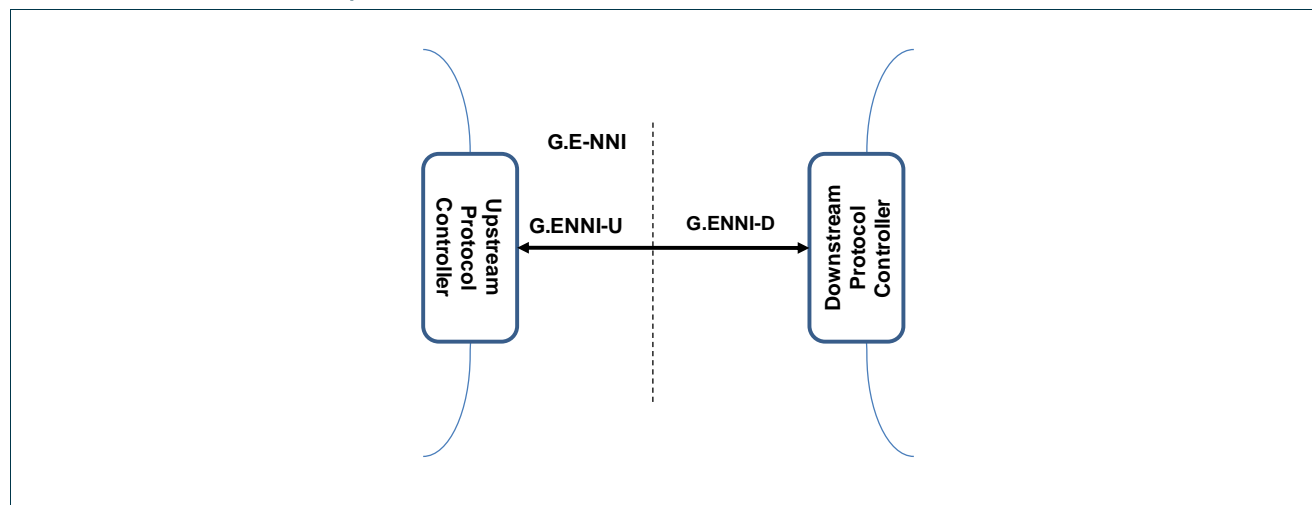 G.E-NNI
Upstream
Protocol
Controller
G.ENNI-U
G.ENNI-D
Downstream
Protocol
Controller